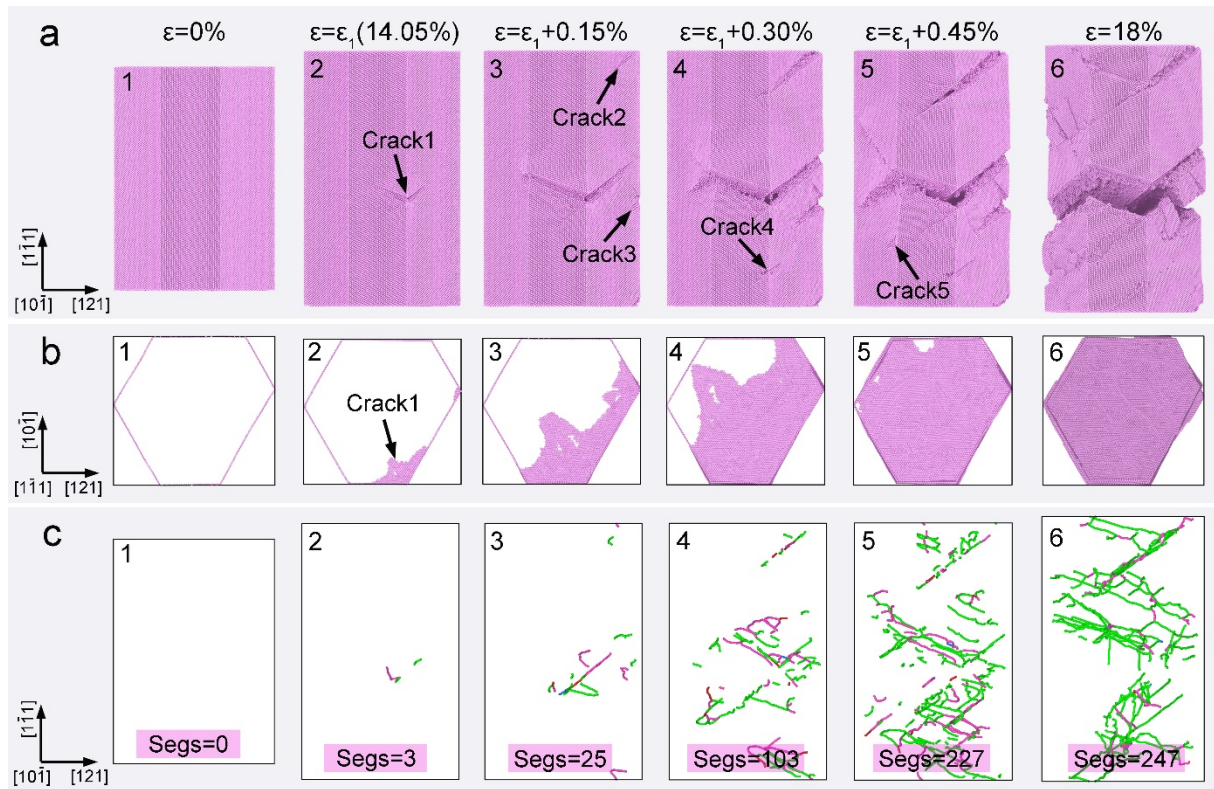 a
ε=0%
ε=ε₁(14.05%)
ε=ε₁+0.15%
ε=ε₁+0.30%
ε=ε₁+0.45%
ε=18%
1
2
3
4
5
6
Crack1
Crack2
Crack3
Crack4
Crack5
[11̄1]
[101̄]
[121]
b
1
2
3
4
5
6
Crack1
[101̄]
[11̄1]
[121]
c
1
2
3
4
5
6
[11̄1]
[101̄]
[121]
Segs=0
Segs=3
Segs=25
Segs=103
Segs=227
Segs=247